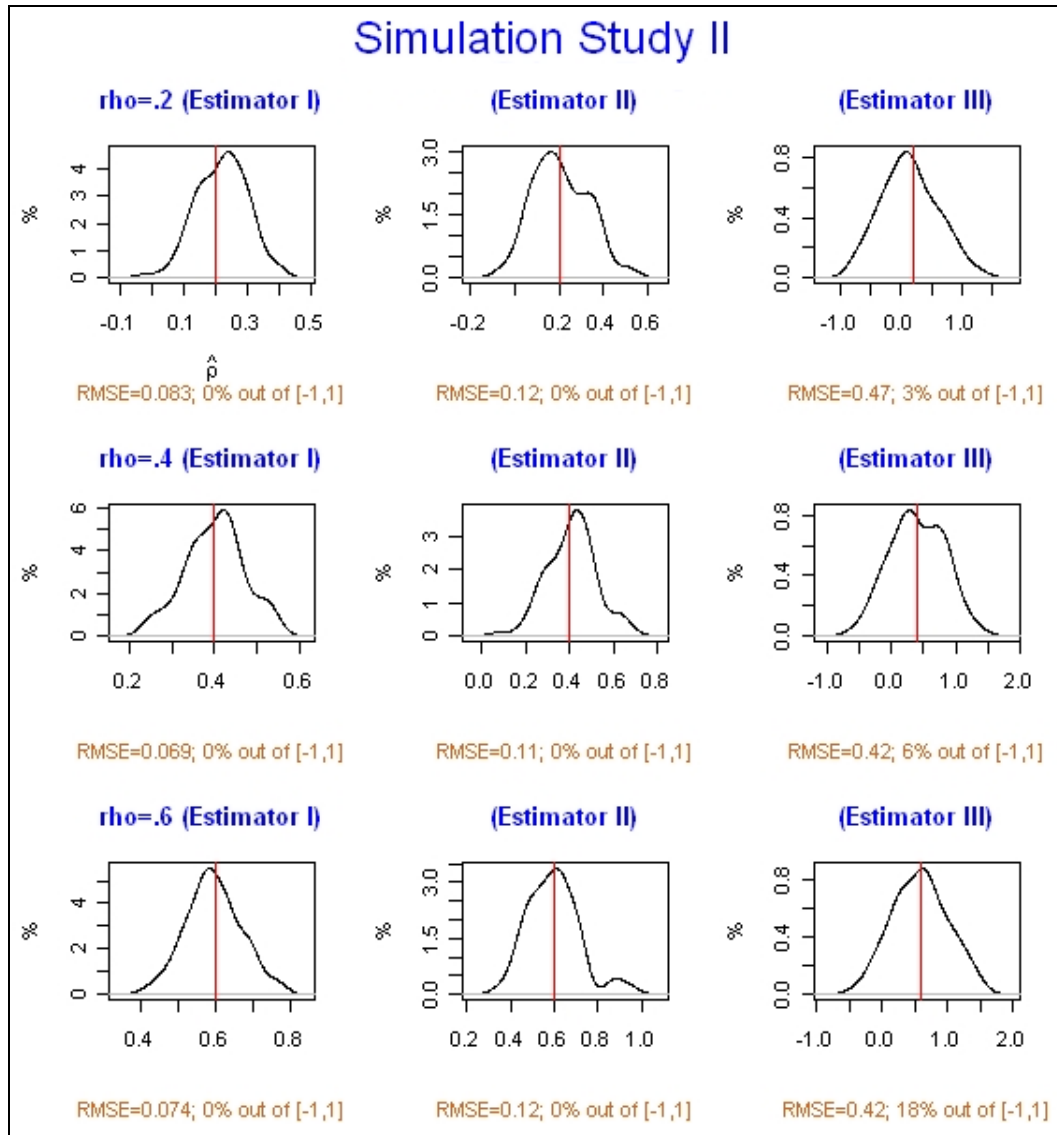 Simulation Study II
rho=.2 (Estimator I) (Estimator II) (Estimator III)
%
4
3
2
1
0
-0.1 0.1 0.3 0.5
ρ̂
RMSE=0.083; 0% out of [-1,1]
%
3.0
1.5
0.0
-0.2 0.2 0.4 0.6
RMSE=0.12; 0% out of [-1,1]
%
0.8
0.4
0.0
-1.0 0.0 1.0
RMSE=0.47; 3% out of [-1,1]
rho=.4 (Estimator I) (Estimator II) (Estimator III)
%
6
4
2
0
0.2 0.4 0.6
RMSE=0.069; 0% out of [-1,1]
%
3
2
1
0
0.0 0.2 0.4 0.6 0.8
RMSE=0.11; 0% out of [-1,1]
%
0.8
0.4
0.0
-1.0 0.0 1.0 2.0
RMSE=0.42; 6% out of [-1,1]
rho=.6 (Estimator I) (Estimator II) (Estimator III)
%
4
2
0
0.4 0.6 0.8
RMSE=0.074; 0% out of [-1,1]
%
3.0
1.5
0.0
0.2 0.4 0.6 0.8 1.0
RMSE=0.12; 0% out of [-1,1]
%
0.8
0.4
0.0
-1.0 0.0 1.0 2.0
RMSE=0.42; 18% out of [-1,1]